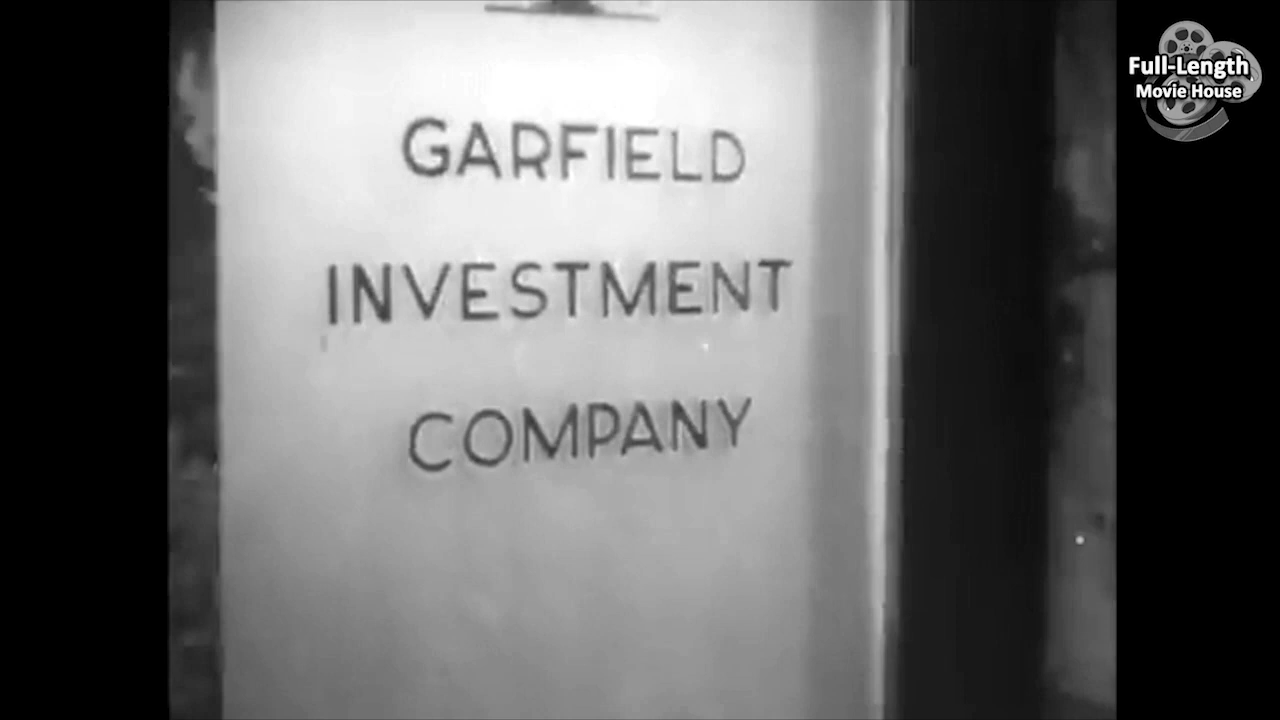 Full-Length
Movie House
GARFIELD
INVESTMENT
COMPANY